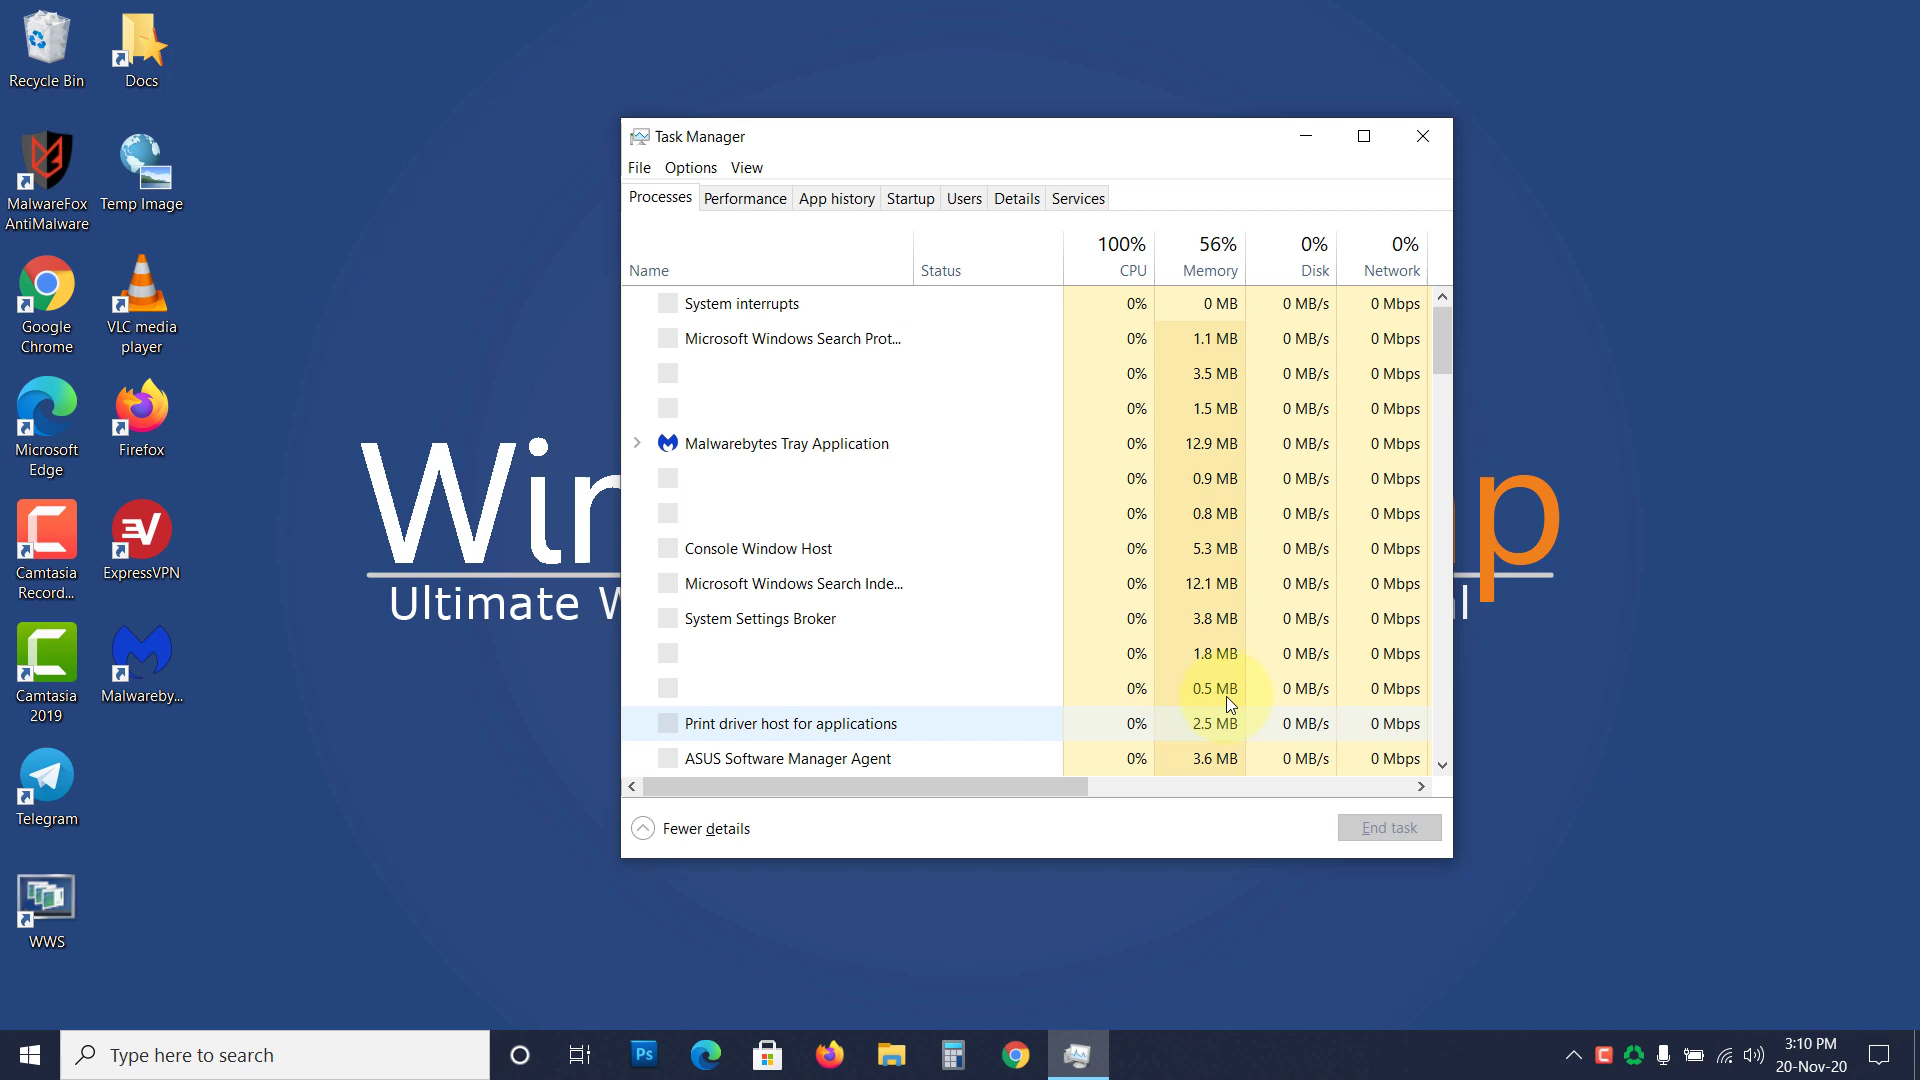 Recycle Bin
Docs
MalwareFox
AntiMalware
Temp Image
Google
Chrome
VLC media
player
Microsoft
Edge
Firefox
Camtasia
Record...
ExpressVPN
Camtasia
2019
Malwareby...
Telegram
WWS
Win
p
Ultimate W
l
Task Manager
File Options View
Processes Performance App history Startup Users Details Services
100% 56% 0% 0%
Name Status CPU Memory Disk Network
System interrupts 0% 0 MB 0 MB/s 0 Mbps
Microsoft Windows Search Prot... 0% 1.1 MB 0 MB/s 0 Mbps
0% 3.5 MB 0 MB/s 0 Mbps
0% 1.5 MB 0 MB/s 0 Mbps
Malwarebytes Tray Application 0% 12.9 MB 0 MB/s 0 Mbps
0% 0.9 MB 0 MB/s 0 Mbps
0% 0.8 MB 0 MB/s 0 Mbps
Console Window Host 0% 5.3 MB 0 MB/s 0 Mbps
Microsoft Windows Search Inde... 0% 12.1 MB 0 MB/s 0 Mbps
System Settings Broker 0% 3.8 MB 0 MB/s 0 Mbps
0% 1.8 MB 0 MB/s 0 Mbps
0% 0.5 MB 0 MB/s 0 Mbps
Print driver host for applications 0% 2.5 MB 0 MB/s 0 Mbps
ASUS Software Manager Agent 0% 3.6 MB 0 MB/s 0 Mbps
Fewer details
End task
Type here to search
Ps
3:10 PM
20-Nov-20